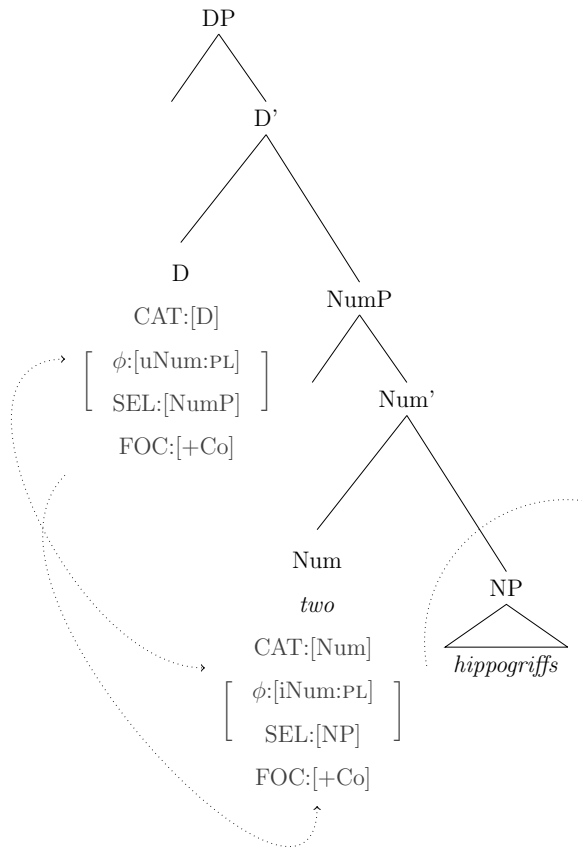 DP
D'
D
NumP
CAT:[D]
ϕ:[uNum:PL]
SEL:[NumP]
Num'
FOC:[+Co]
Num
NP
two
CAT:[Num]
hippogriffs
ϕ:[iNum:PL]
SEL:[NP]
FOC:[+Co]